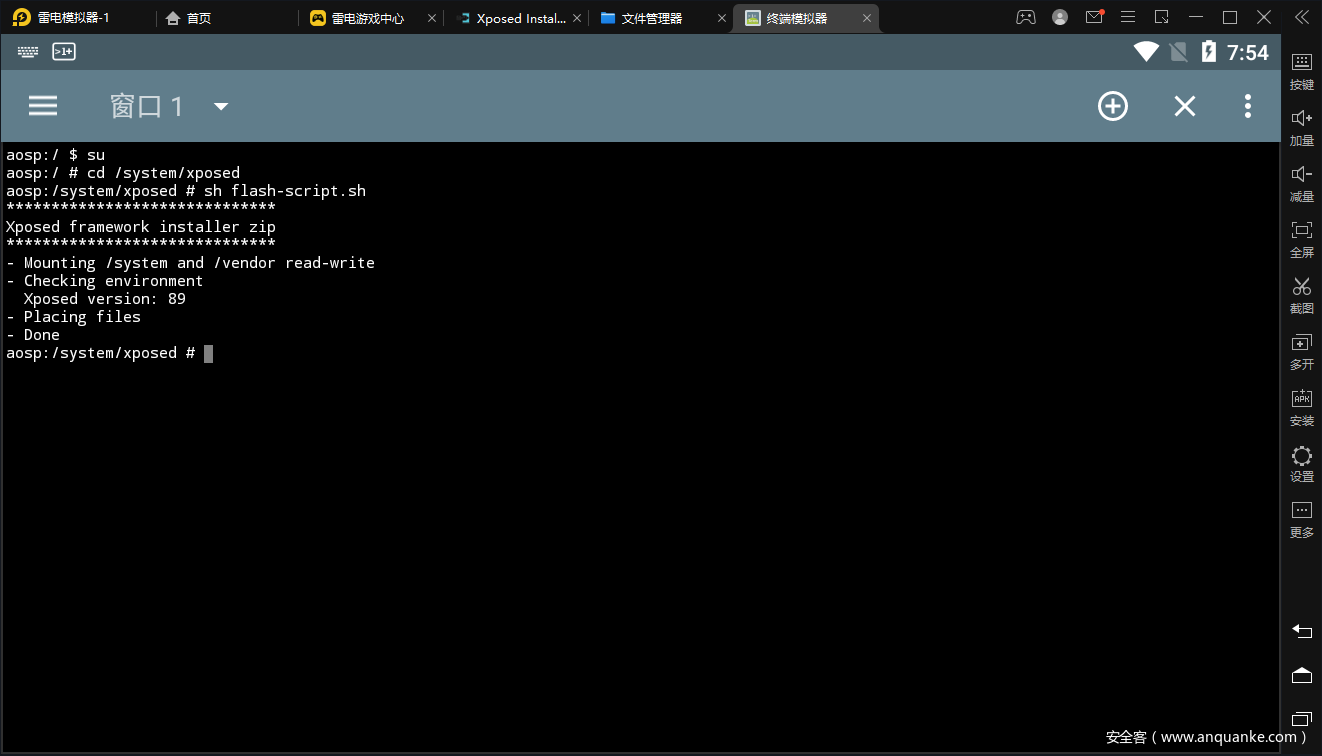 雷电模拟器-1 首页 雷电游戏中心 Xposed Instal... 文件管理器 终端模拟器
>1+ 7:54
窗口 1
aosp:/ $ su
aosp:/ # cd /system/xposed
aosp:/system/xposed # sh flash-script.sh
******************************
Xposed framework installer zip
******************************
- Mounting /system and /vendor read-write
- Checking environment
  Xposed version: 89
- Placing files
- Done
aosp:/system/xposed #
按键
加量
减量
全屏
截图
多开
APK
安装
设置
更多
安全客 ( www.anquanke.com )